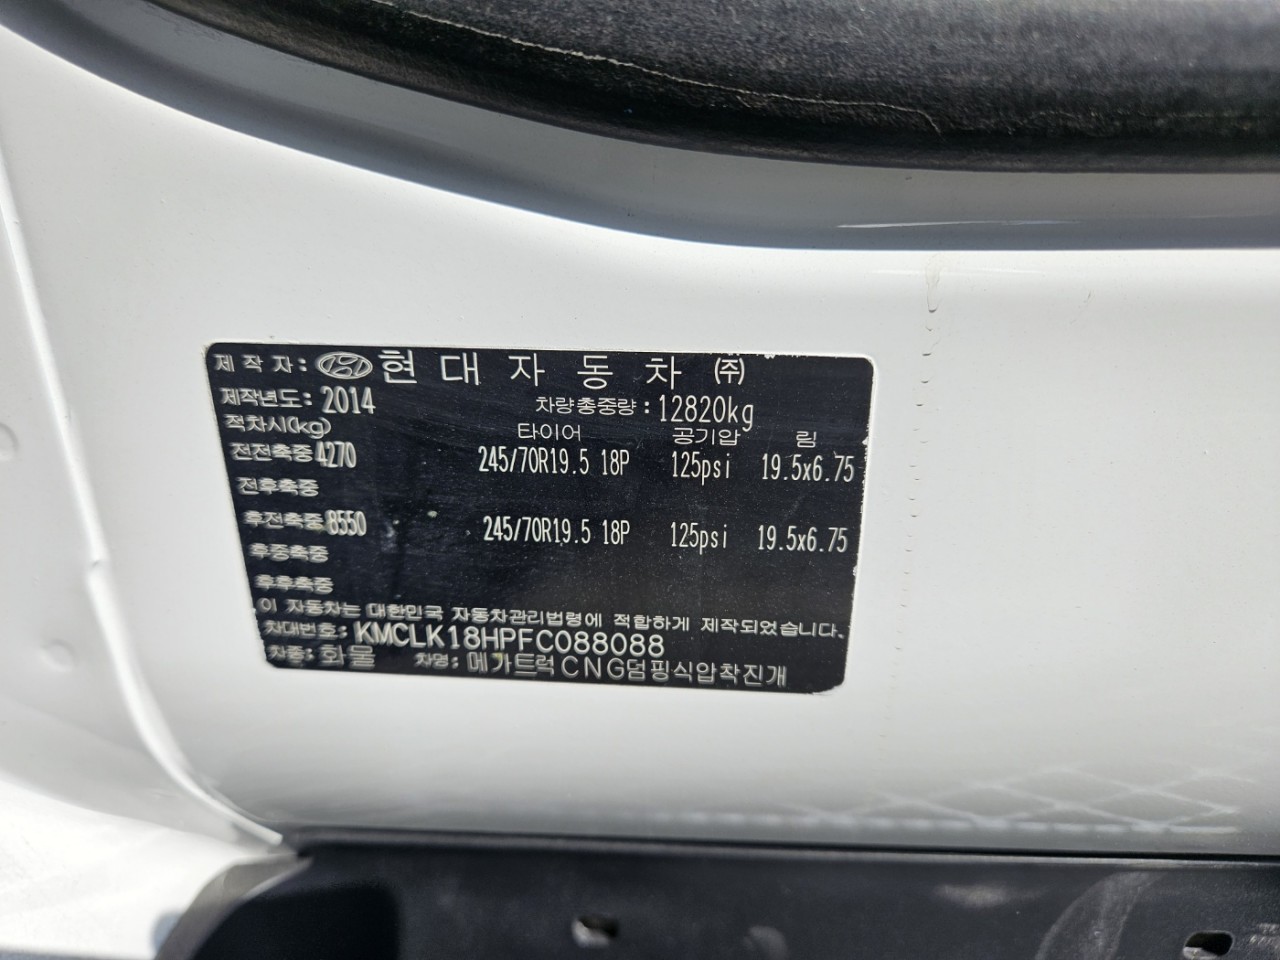 제 작 자: 현 대 자 동 차 ㈜
제작년도: 2014 차량총중량: 12820kg
적차시(kg) 타이어 공기압 림
전전축중 4270 245/70R19.5 18P 125psi 19.5x6.75
전후축중
후전축중 8550 245/70R19.5 18P 125psi 19.5x6.75
후중축중
후후축중
이 자동차는 대한민국 자동차관리법령에 적합하게 제작되었습니다.
차대번호: KMCLK18HPFC088088
차종: 화물 차명: 메가트럭CNG덤핑식압착진개